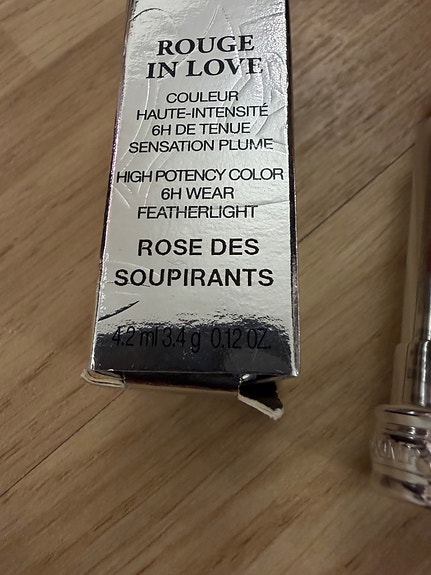 ROUGE
IN LOVE
COULEUR
HAUTE-INTENSITÉ
6H DE TENUE
SENSATION PLUME
HIGH POTENCY COLOR
6H WEAR
FEATHERLIGHT
ROSE DES
SOUPIRANTS
4.2 ml 3.4 g 0.12 OZ.